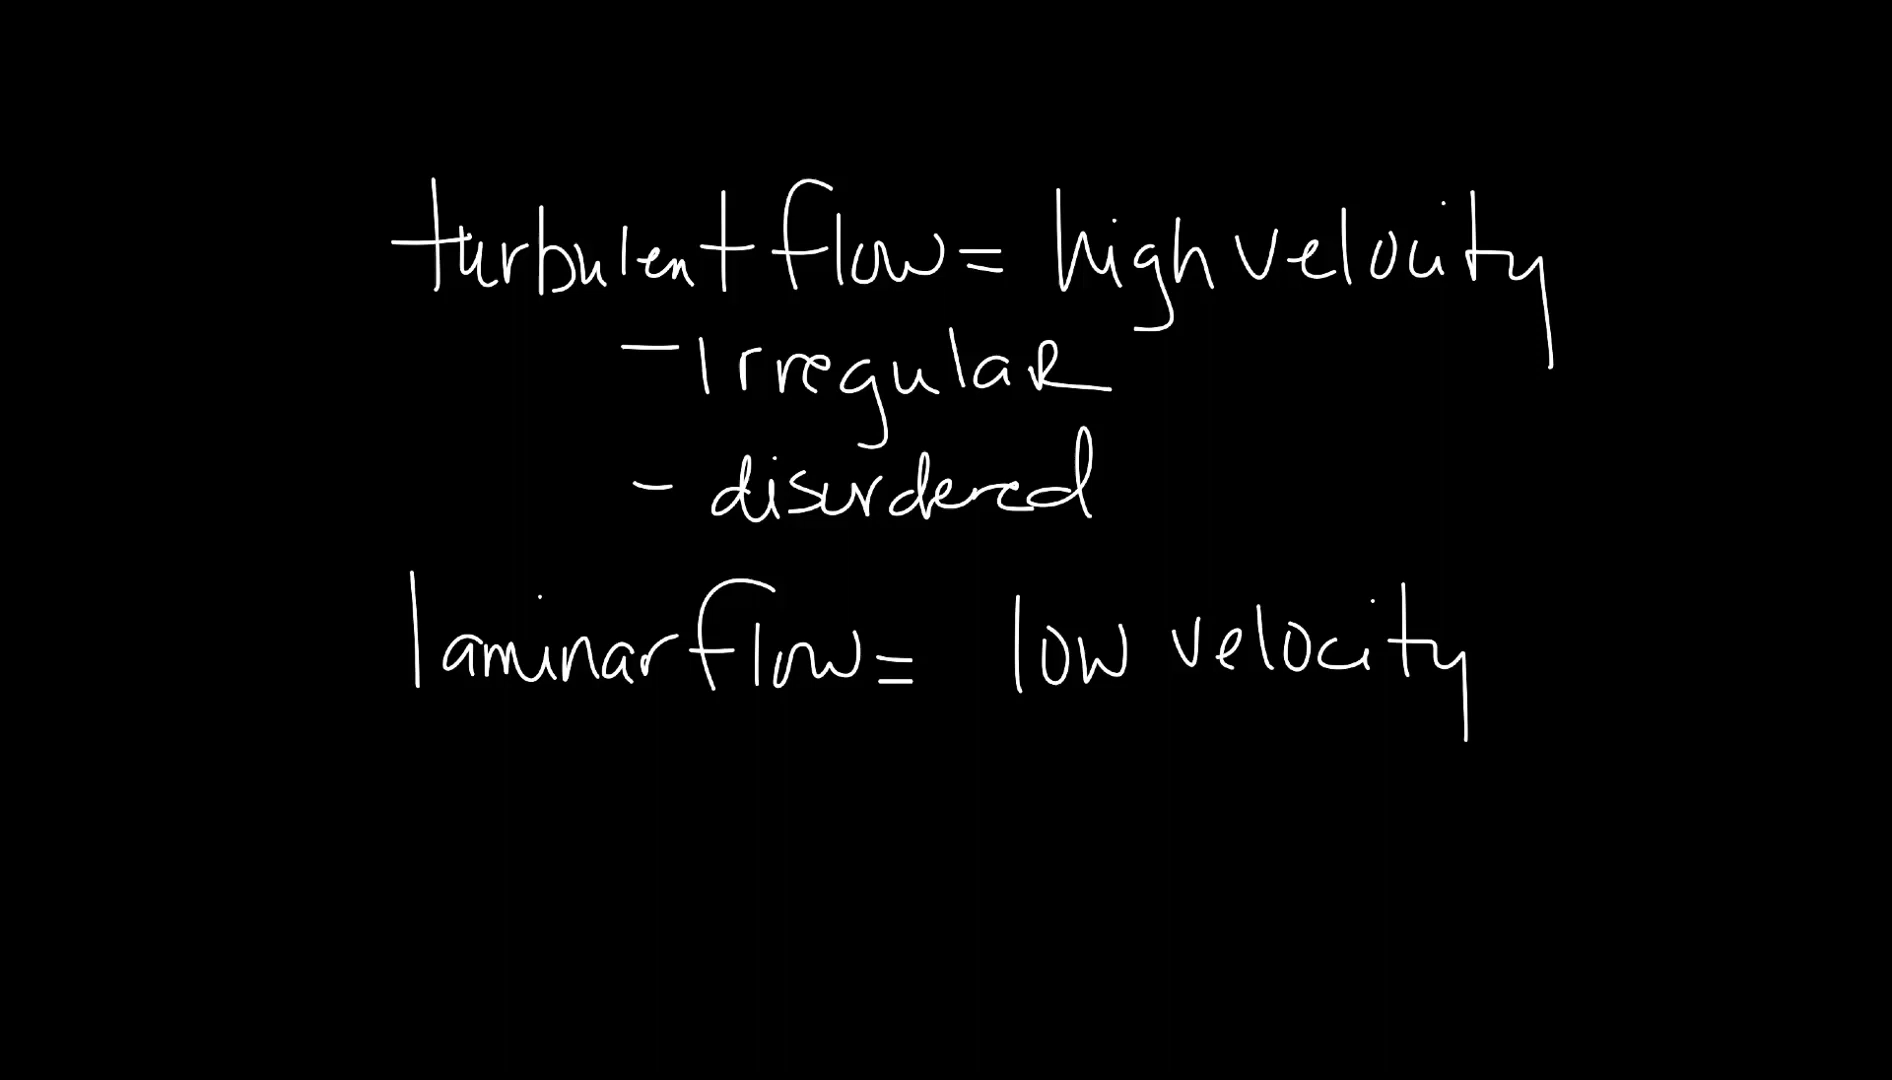 turbulent flow = high velocity
- Irregular
- disordered
laminar flow = low velocity